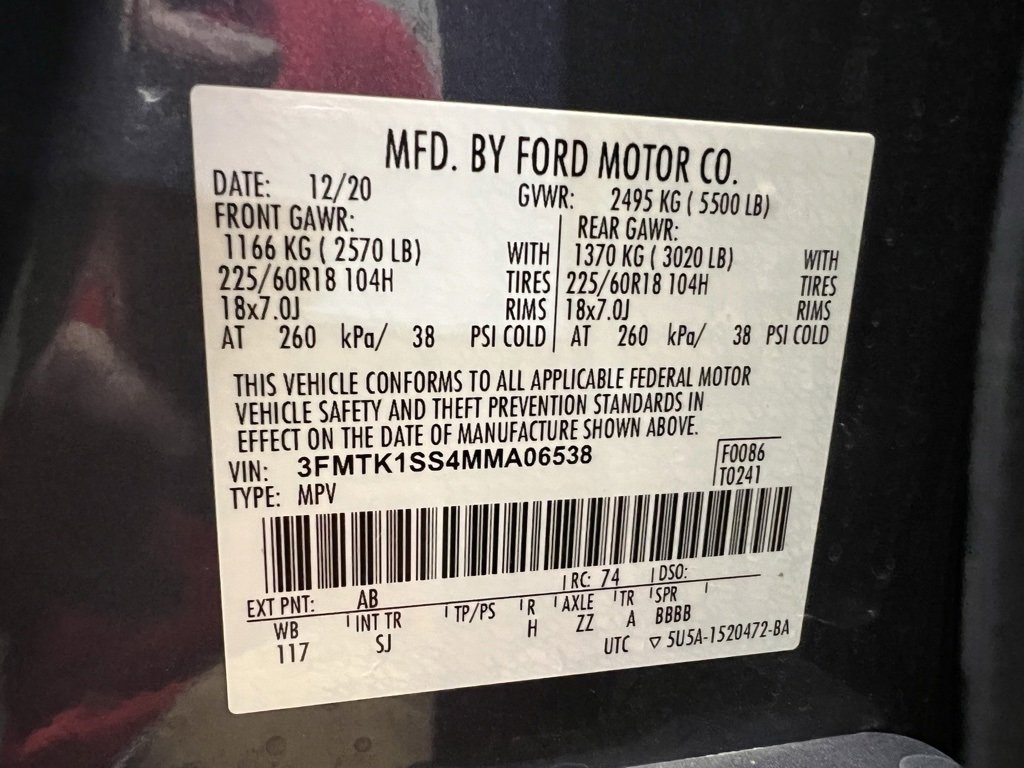 MFD. BY FORD MOTOR CO.
DATE: 12/20 GVWR: 2495 KG ( 5500 LB)
FRONT GAWR: REAR GAWR:
1166 KG ( 2570 LB) WITH 1370 KG ( 3020 LB) WITH
225/60R18 104H TIRES 225/60R18 104H TIRES
18x7.0J RIMS 18x7.0J RIMS
AT 260 kPa/ 38 PSI COLD AT 260 kPa/ 38 PSI COLD
THIS VEHICLE CONFORMS TO ALL APPLICABLE FEDERAL MOTOR
VEHICLE SAFETY AND THEFT PREVENTION STANDARDS IN
EFFECT ON THE DATE OF MANUFACTURE SHOWN ABOVE.
VIN: 3FMTK1SS4MMA06538 F0086
TYPE: MPV T0241
EXT PNT: AB RC: 74 DSO:
WB INT TR TP/PS R AXLE TR SPR
117 SJ H ZZ A BBBB
UTC ▽ 5U5A-1520472-BA